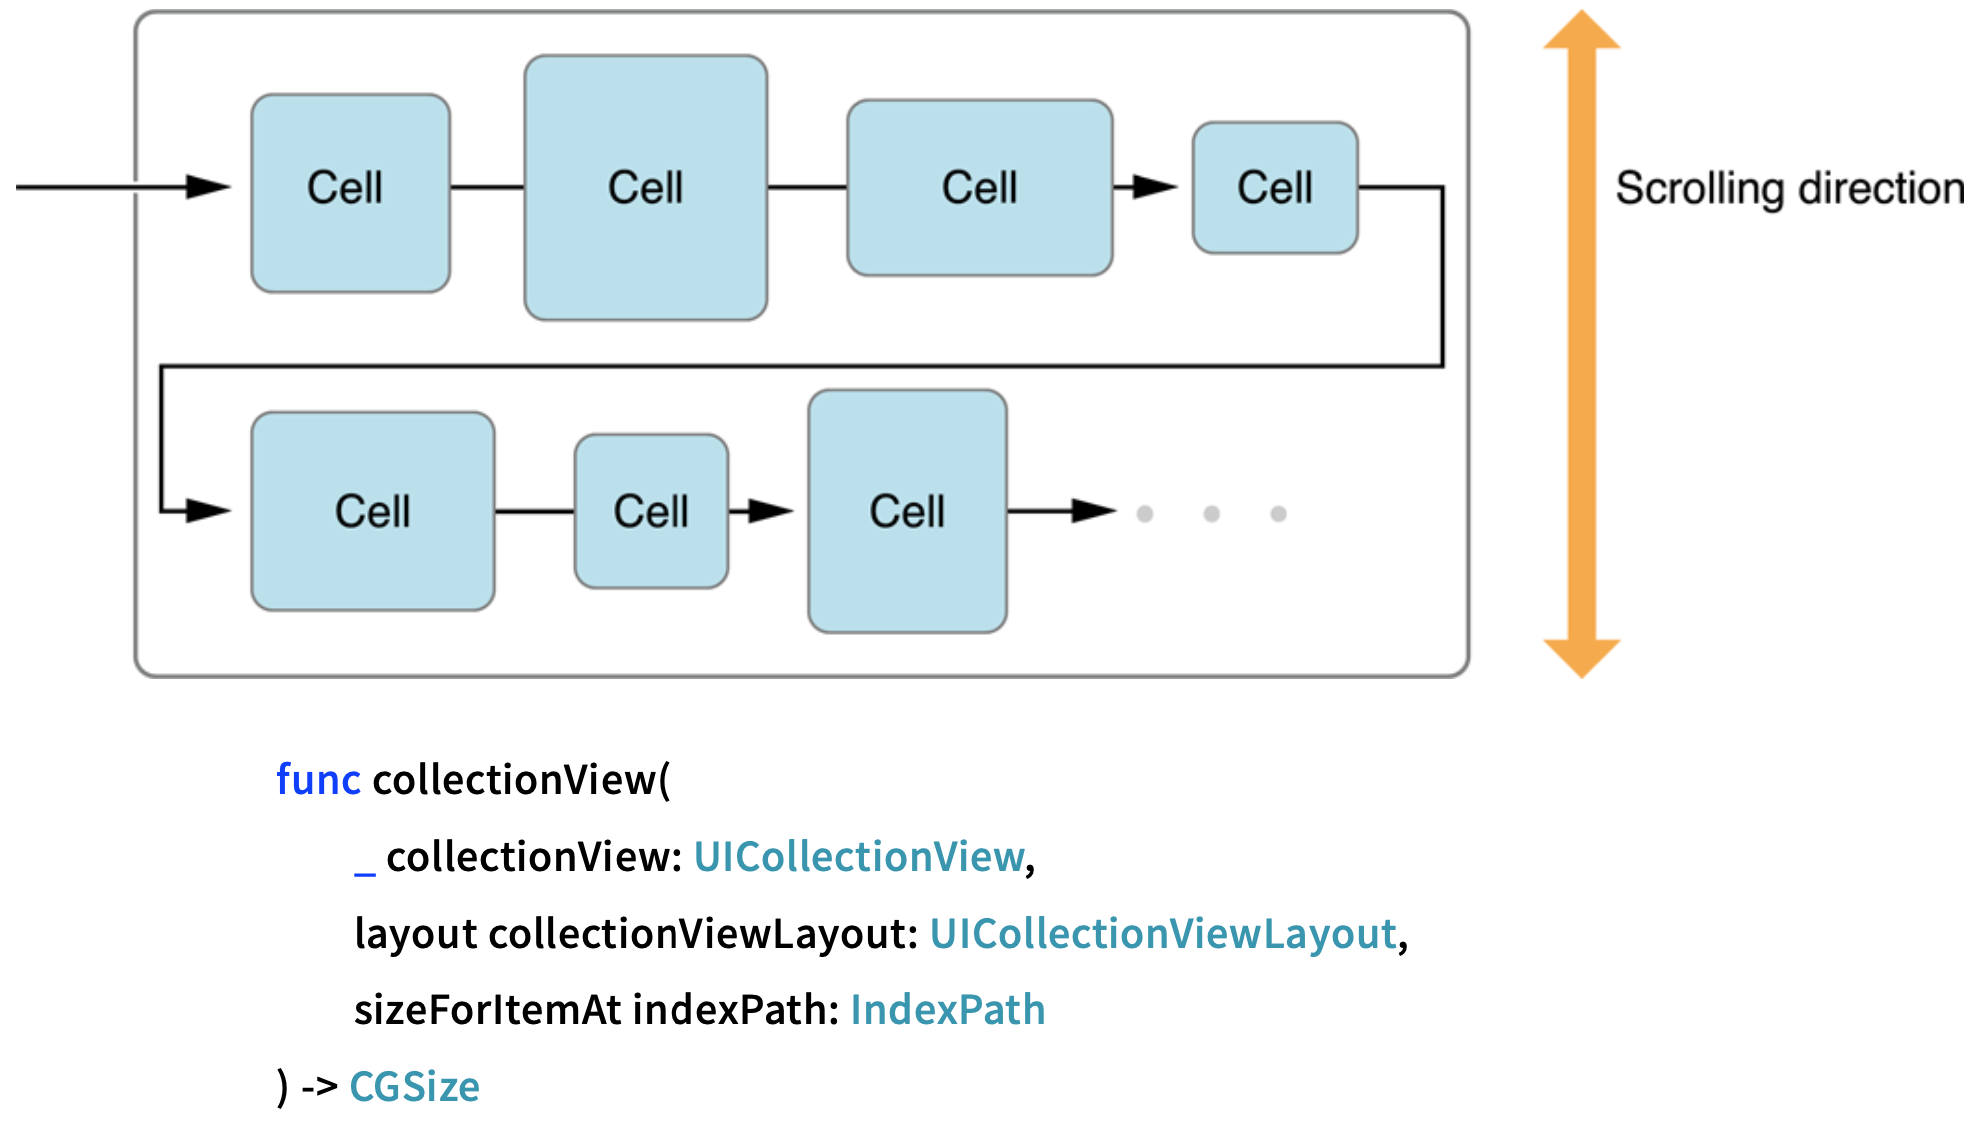 Cell Cell Cell Cell
Scrolling direction
Cell Cell Cell
func collectionView(
_ collectionView: UICollectionView,
layout collectionViewLayout: UICollectionViewLayout,
sizeForItemAt indexPath: IndexPath
) -> CGSize